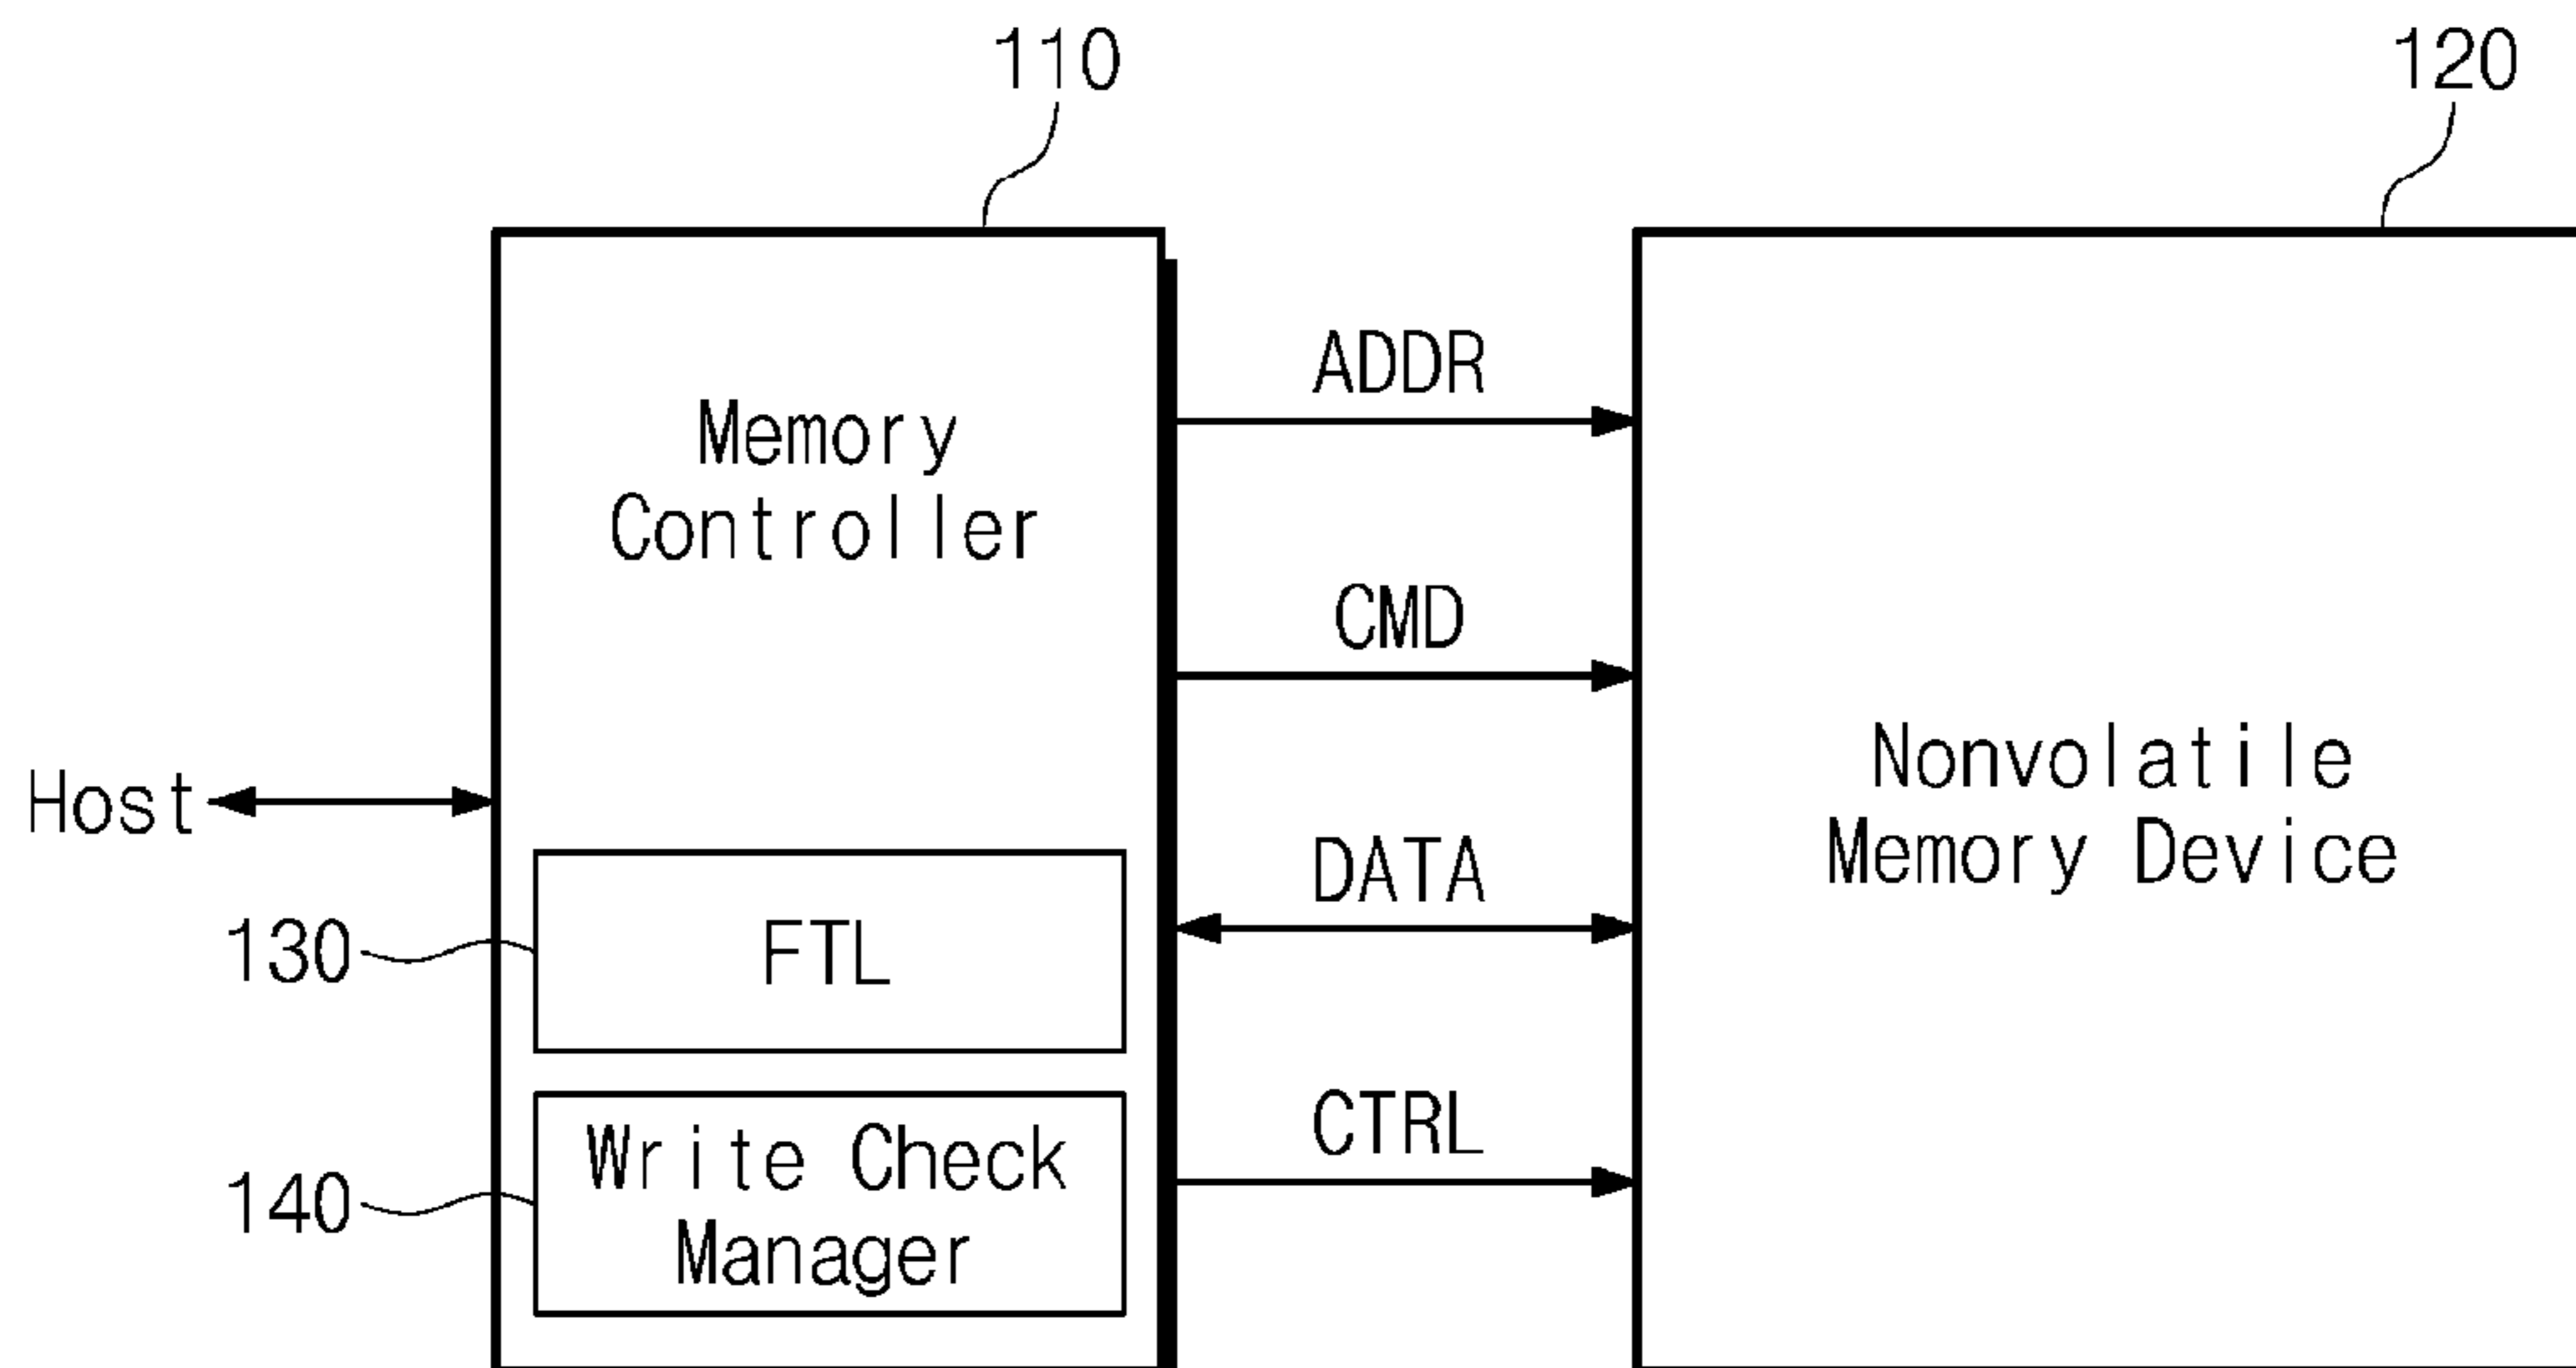 110
120
Memory
Controller
ADDR
CMD
Nonvolatile
Memory Device
Host
DATA
130
FTL
CTRL
140
Write Check
Manager